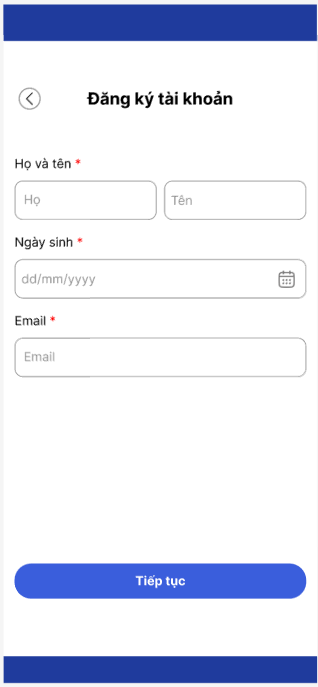 Đăng ký tài khoản
Họ và tên *
Họ Tên
Ngày sinh *
dd/mm/yyyy
Email *
Email
Tiếp tục